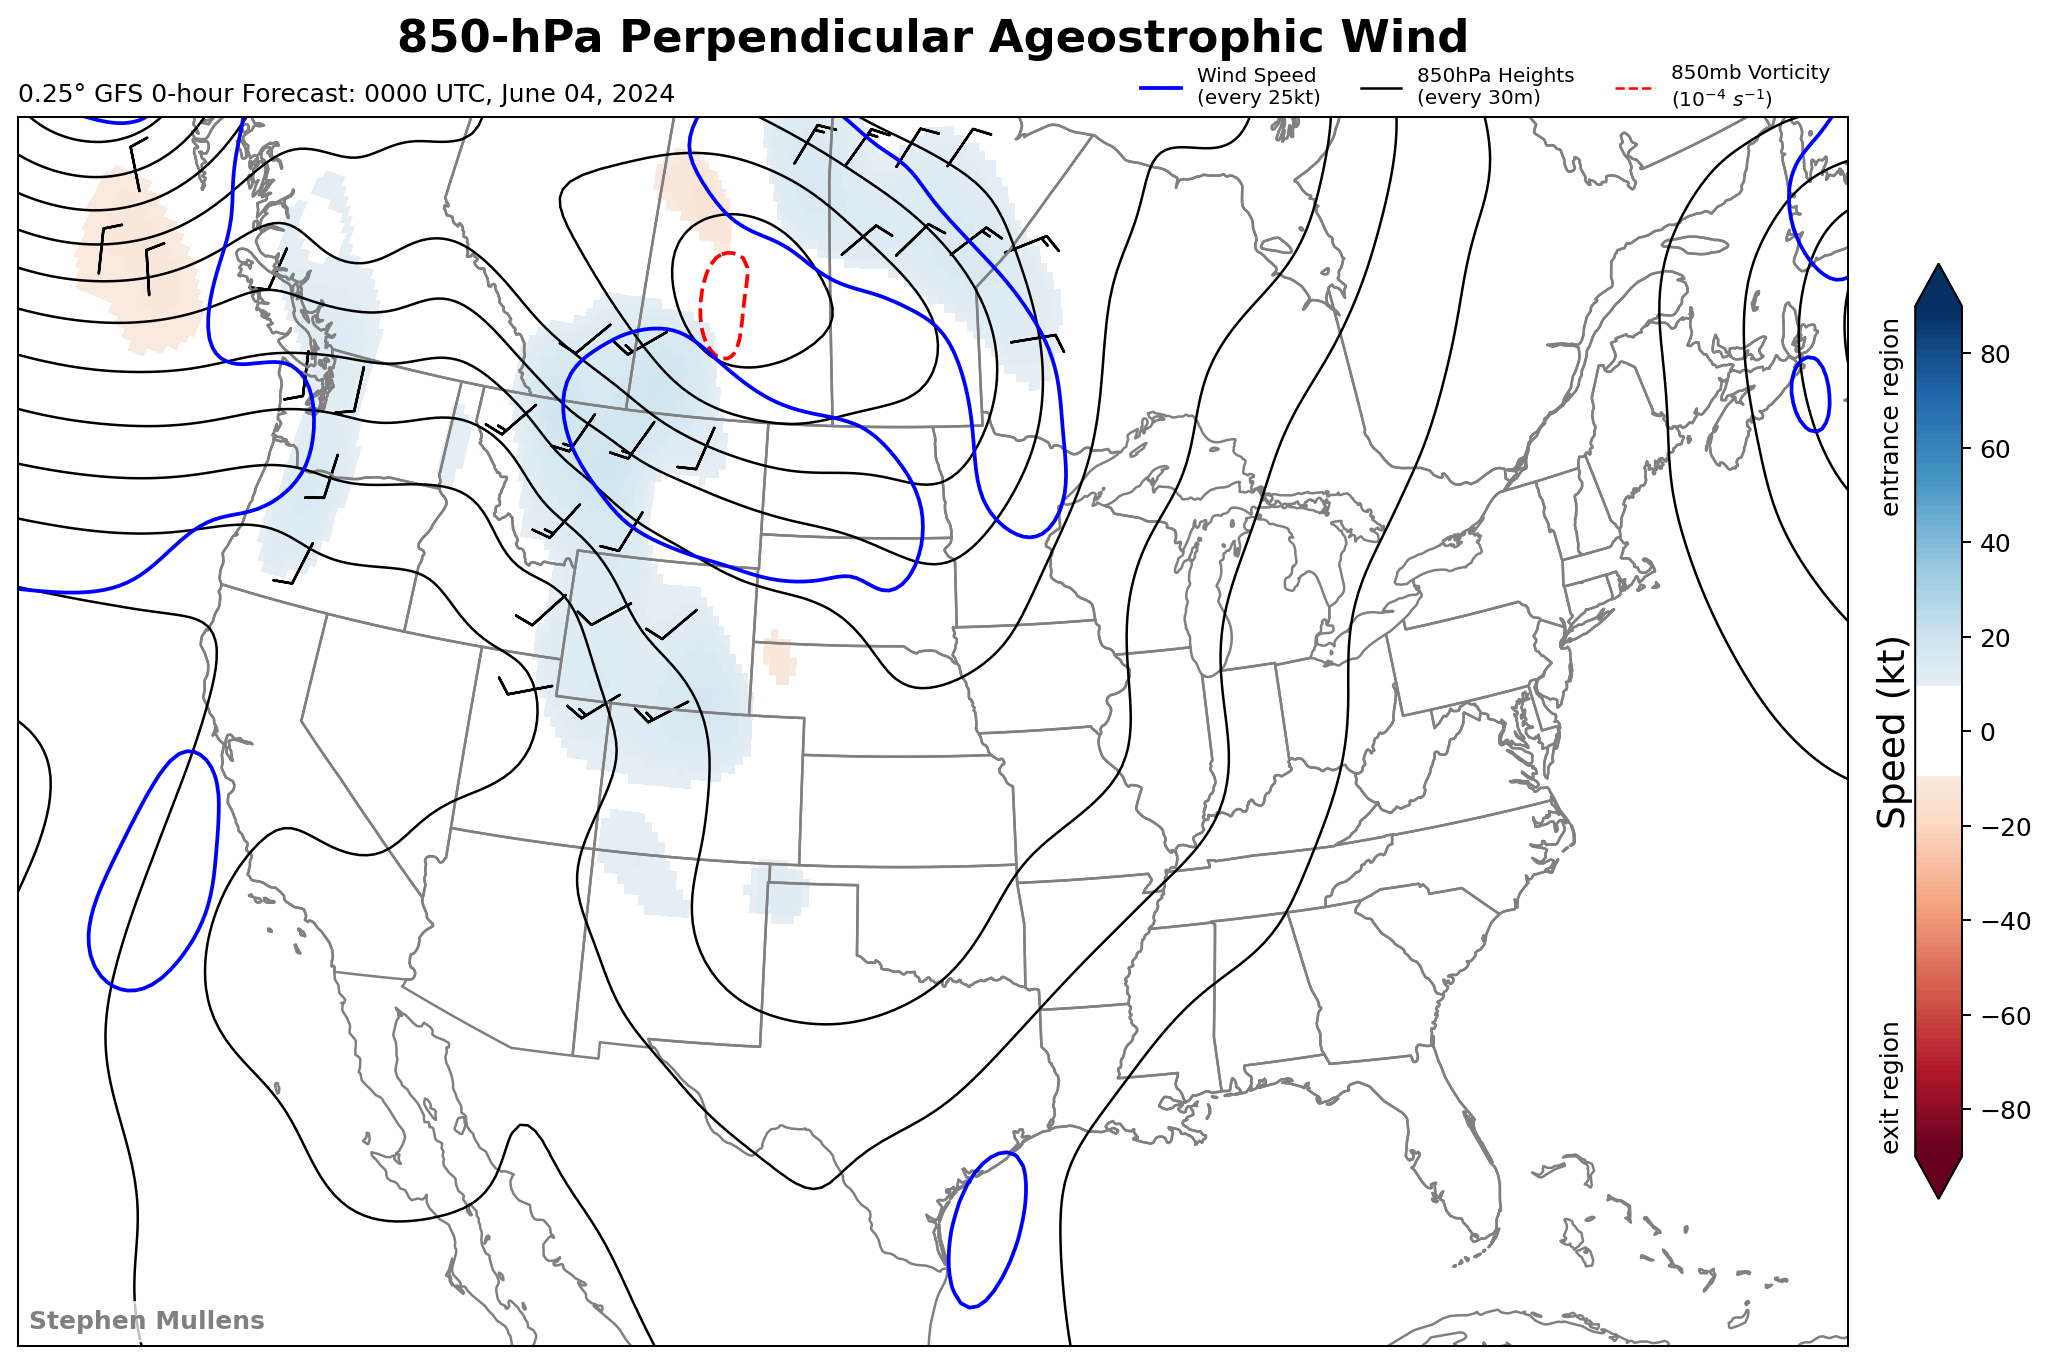 850-hPa Perpendicular Ageostrophic Wind
0.25° GFS 0-hour Forecast: 0000 UTC, June 04, 2024
Wind Speed
(every 25kt)
850hPa Heights
(every 30m)
850mb Vorticity
(10⁻⁴ s⁻¹)
entrance region
Speed (kt)
exit region
80
60
40
20
0
−20
−40
−60
−80
Stephen Mullens